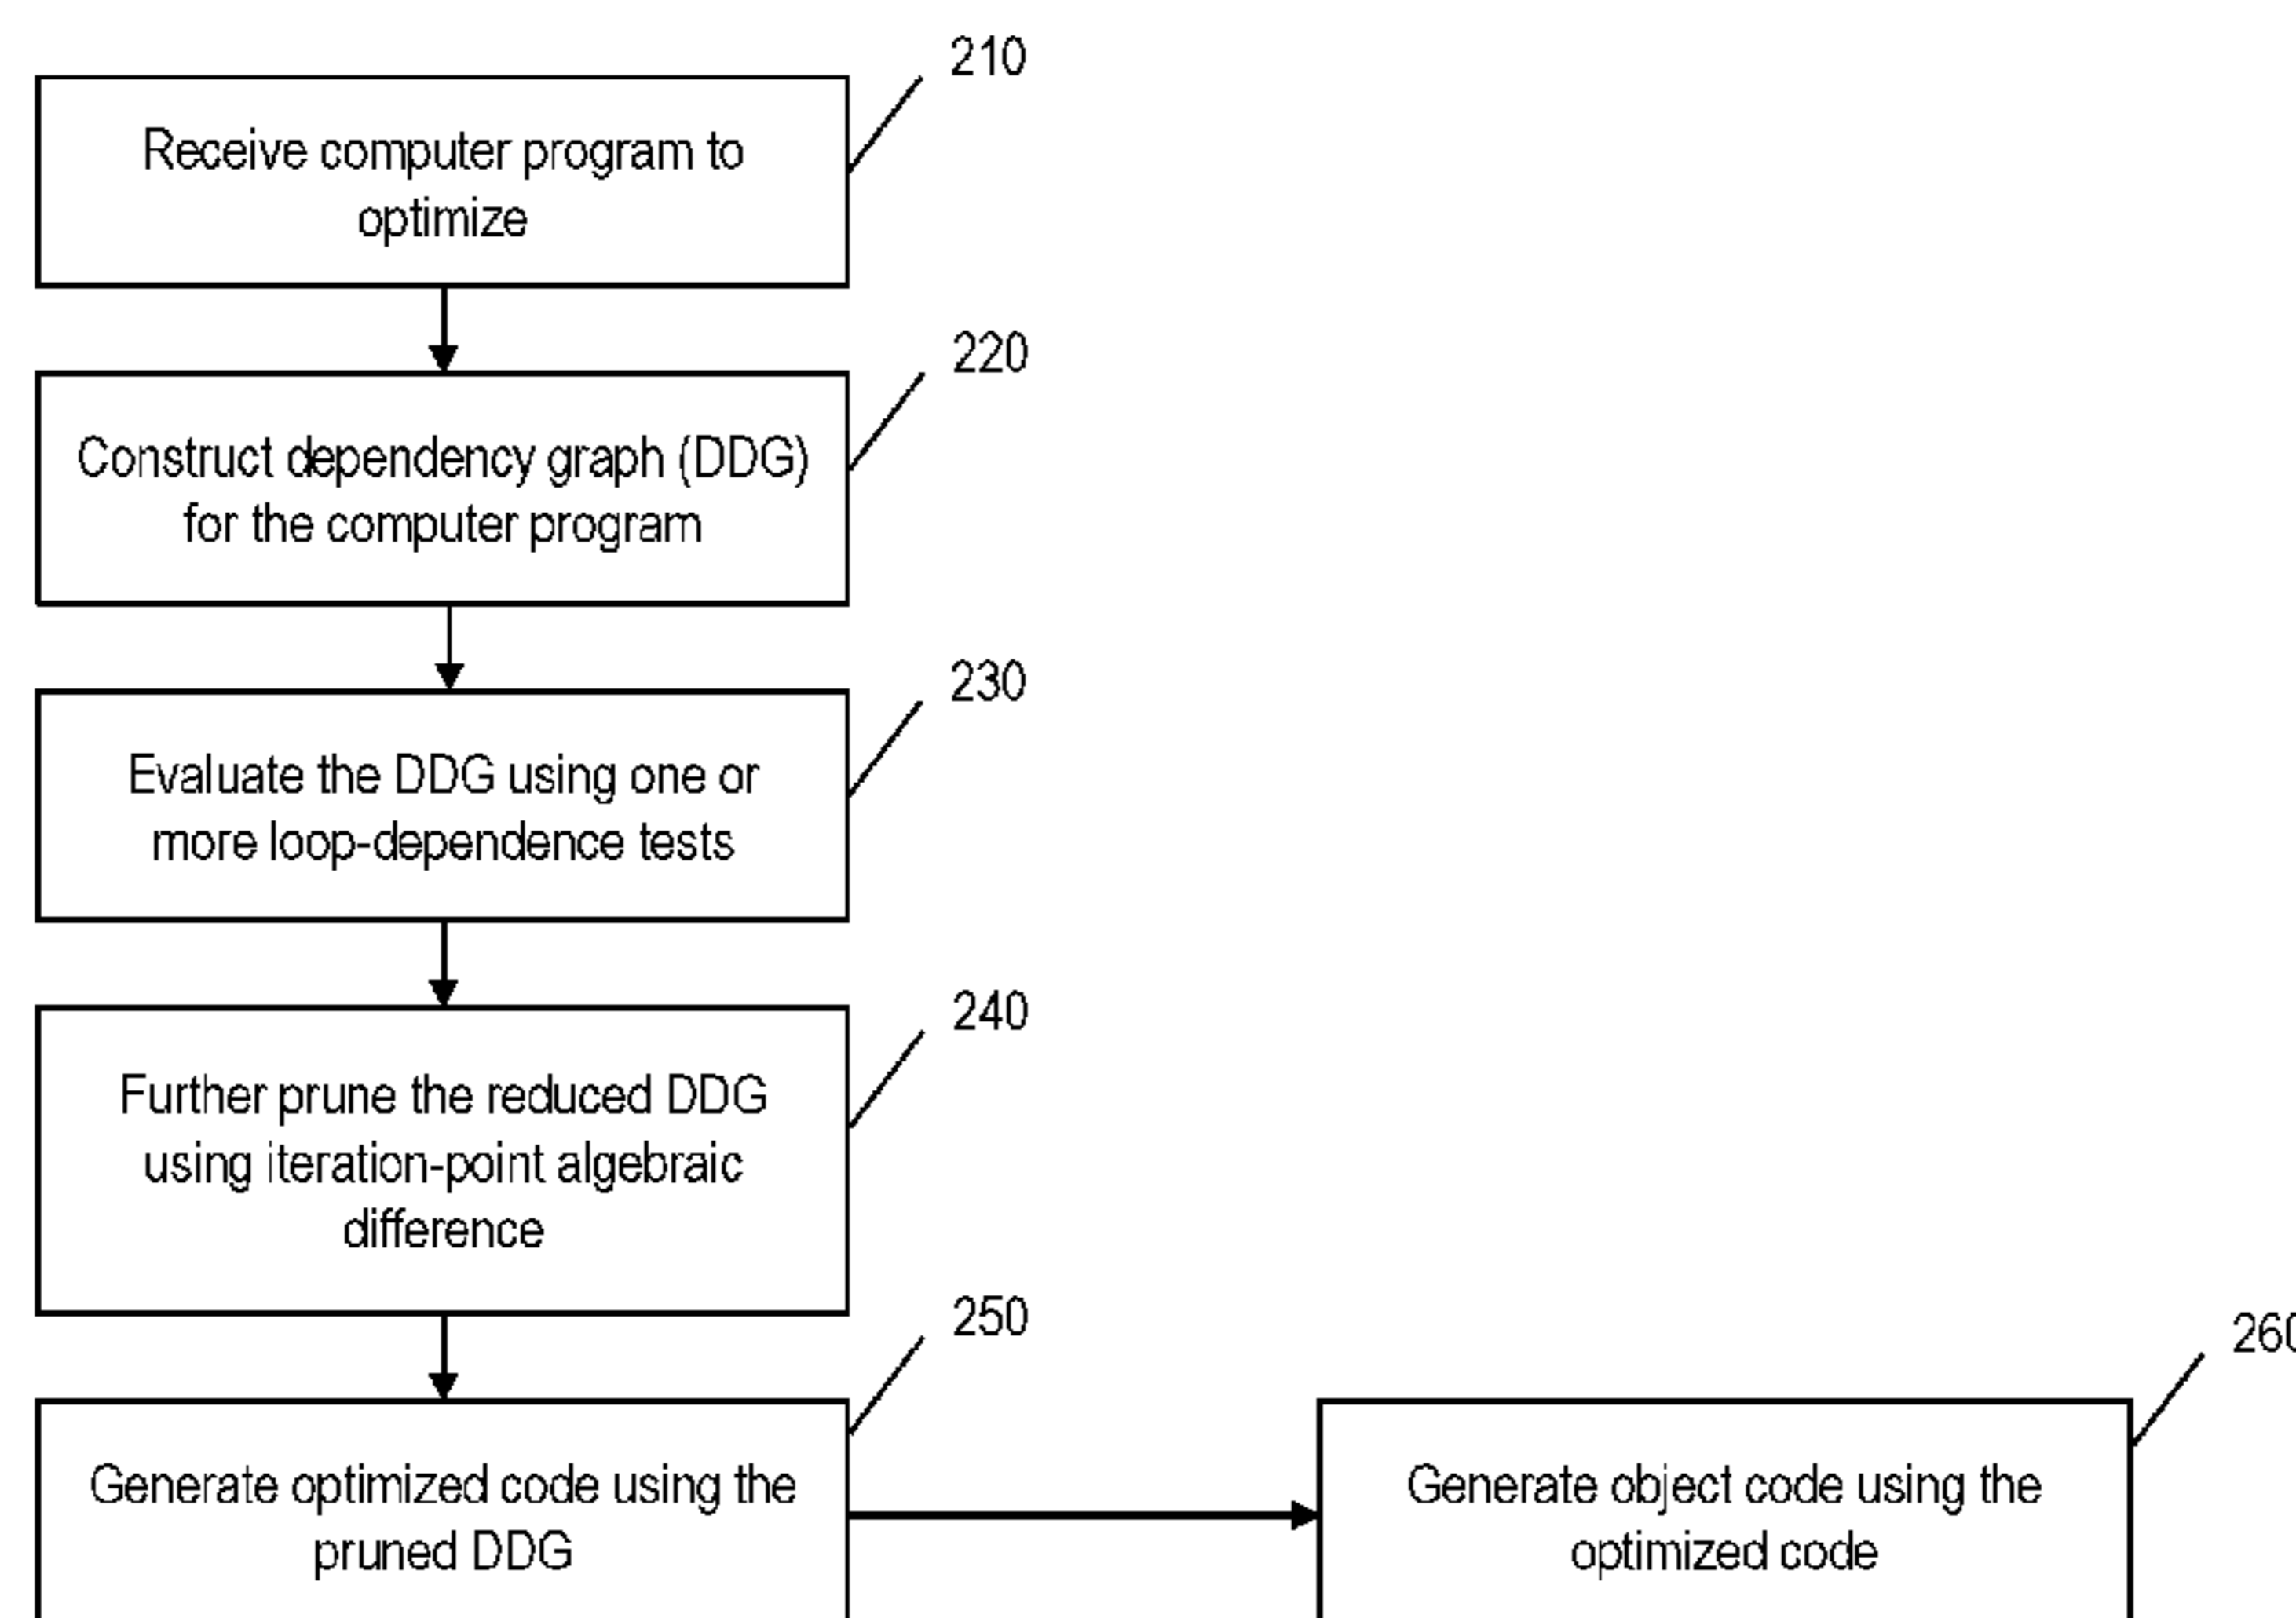 210
Receive computer program to
optimize
220
Construct dependency graph (DDG)
for the computer program
230
Evaluate the DDG using one or
more loop-dependence tests
240
Further prune the reduced DDG
using iteration-point algebraic
difference
250
Generate optimized code using the
pruned DDG
260
Generate object code using the
optimized code